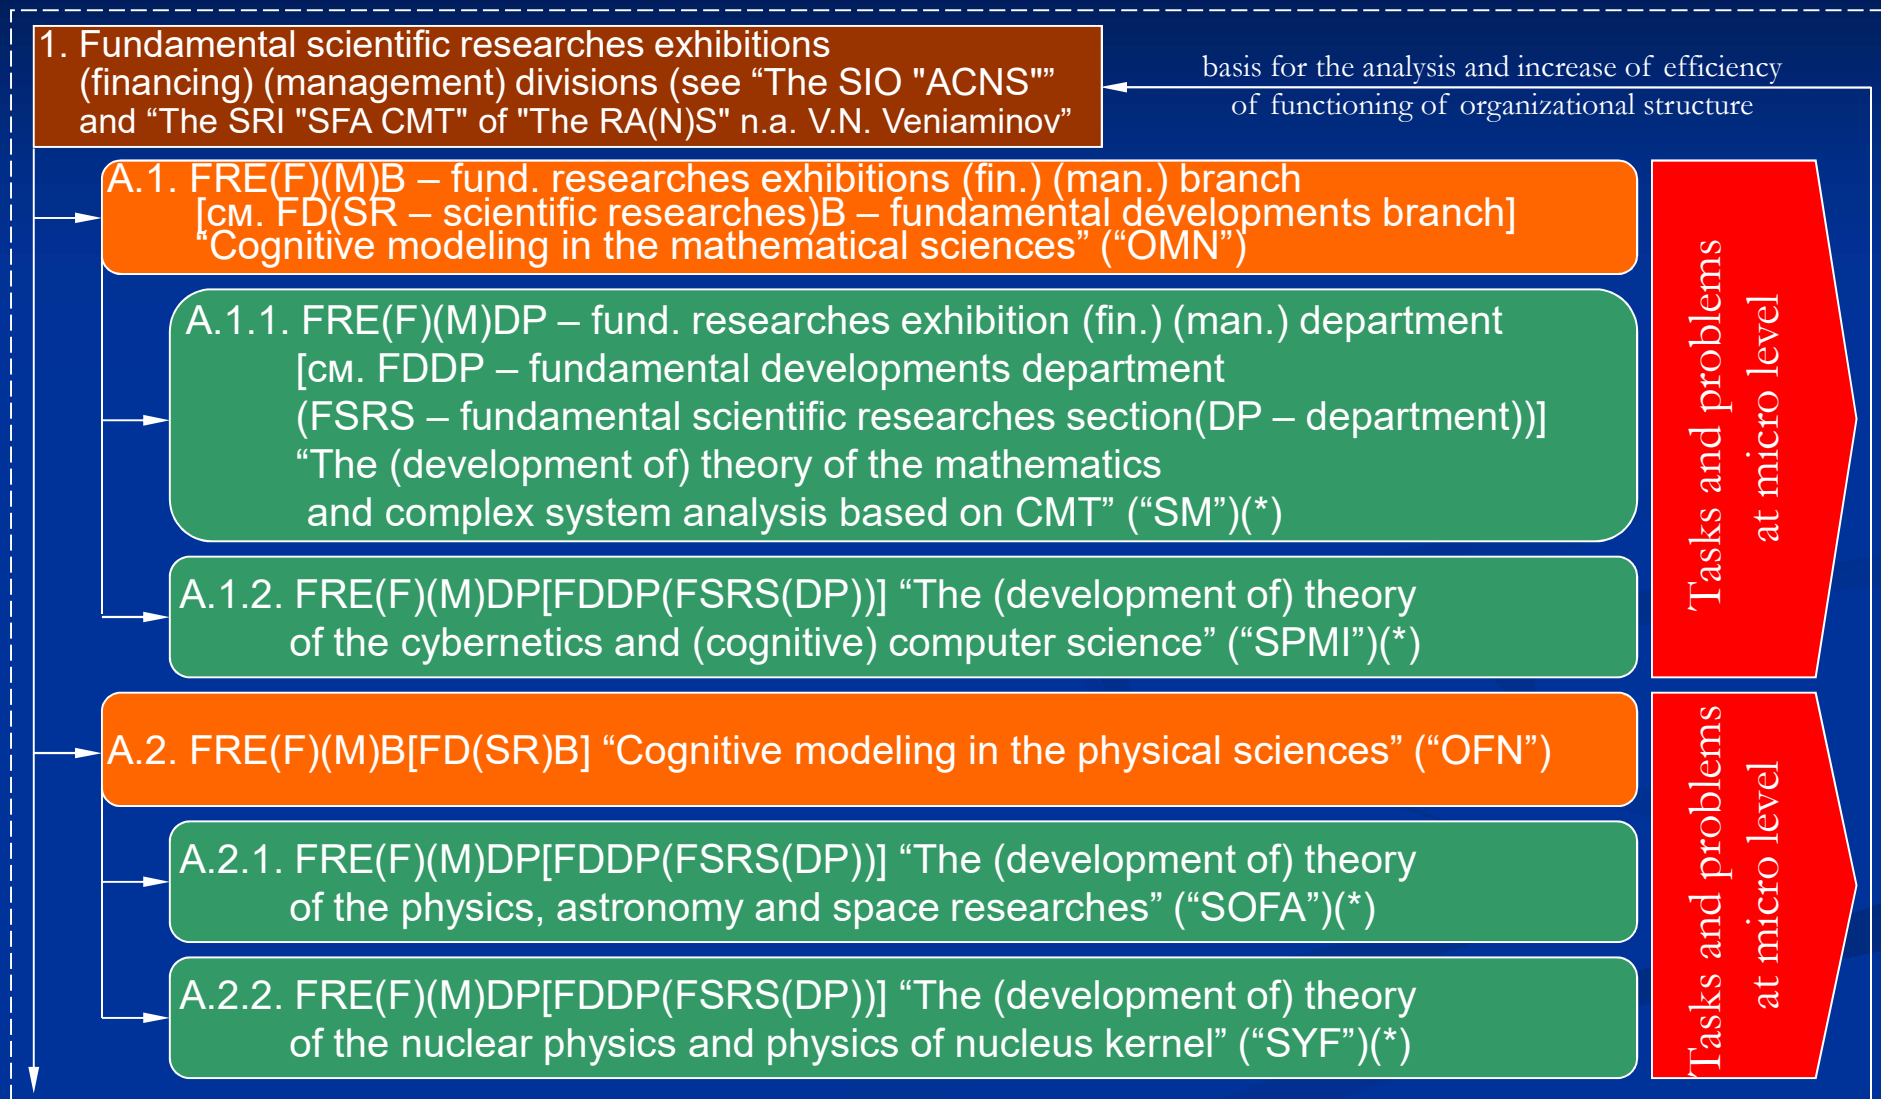 1. Fundamental scientific researches exhibitions
(financing) (management) divisions (see “The SIO "ACNS"”
and “The SRI "SFA CMT" of "The RA(N)S" n.a. V.N. Veniaminov”
basis for the analysis and increase of efficiency
of functioning of organizational structure
A.1. FRE(F)(M)B – fund. researches exhibitions (fin.) (man.) branch
[см. FD(SR – scientific researches)B – fundamental developments branch]
“Cognitive modeling in the mathematical sciences” (“OMN”)
A.1.1. FRE(F)(M)DP – fund. researches exhibition (fin.) (man.) department
[см. FDDP – fundamental developments department
(FSRS – fundamental scientific researches section(DP – department))]
“The (development of) theory of the mathematics
and complex system analysis based on CMT” (“SM”)(*)
A.1.2. FRE(F)(M)DP[FDDP(FSRS(DP))] “The (development of) theory
of the cybernetics and (cognitive) computer science” (“SPMI”)(*)
Tasks and problems
at micro level
A.2. FRE(F)(M)B[FD(SR)B] “Cognitive modeling in the physical sciences” (“OFN”)
A.2.1. FRE(F)(M)DP[FDDP(FSRS(DP))] “The (development of) theory
of the physics, astronomy and space researches” (“SOFA”)(*)
A.2.2. FRE(F)(M)DP[FDDP(FSRS(DP))] “The (development of) theory
of the nuclear physics and physics of nucleus kernel” (“SYF”)(*)
Tasks and problems
at micro level